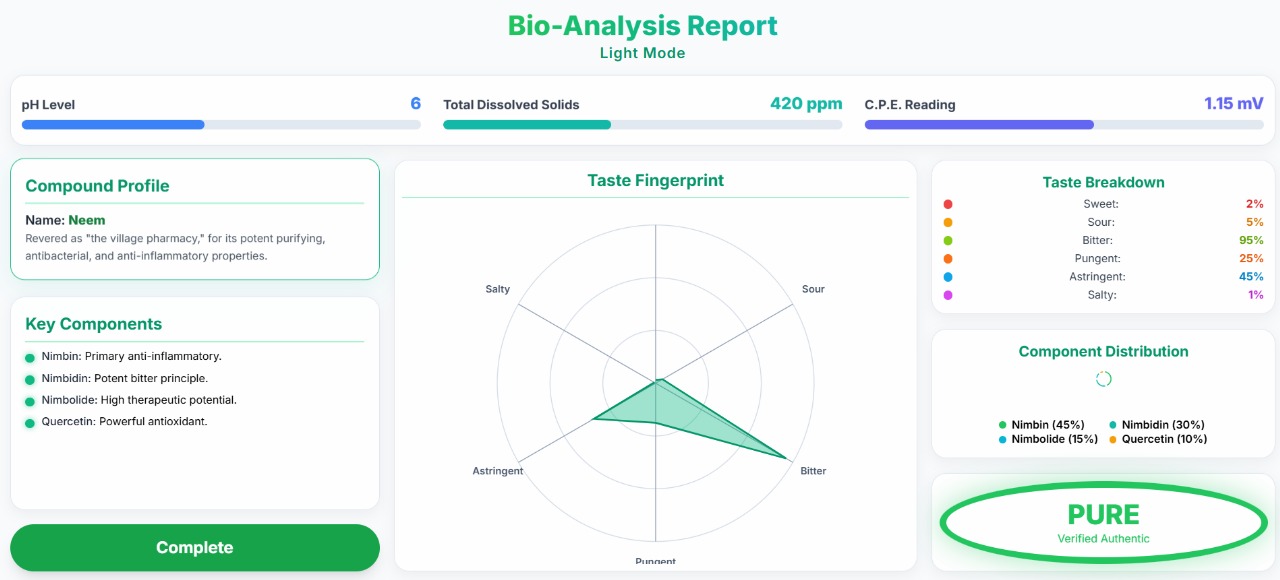 Bio-Analysis Report
Light Mode
pH Level 6
Total Dissolved Solids 420 ppm
C.P.E. Reading 1.15 mV
Compound Profile
Name: Neem
Revered as "the village pharmacy," for its potent purifying,
antibacterial, and anti-inflammatory properties.
Key Components
Nimbin: Primary anti-inflammatory.
Nimbidin: Potent bitter principle.
Nimbolide: High therapeutic potential.
Quercetin: Powerful antioxidant.
Complete
Taste Fingerprint
Salty
Sour
Astringent
Bitter
Pungent
Taste Breakdown
Sweet: 2%
Sour: 5%
Bitter: 95%
Pungent: 25%
Astringent: 45%
Salty: 1%
Component Distribution
Nimbin (45%) Nimbidin (30%)
Nimbolide (15%) Quercetin (10%)
PURE
Verified Authentic